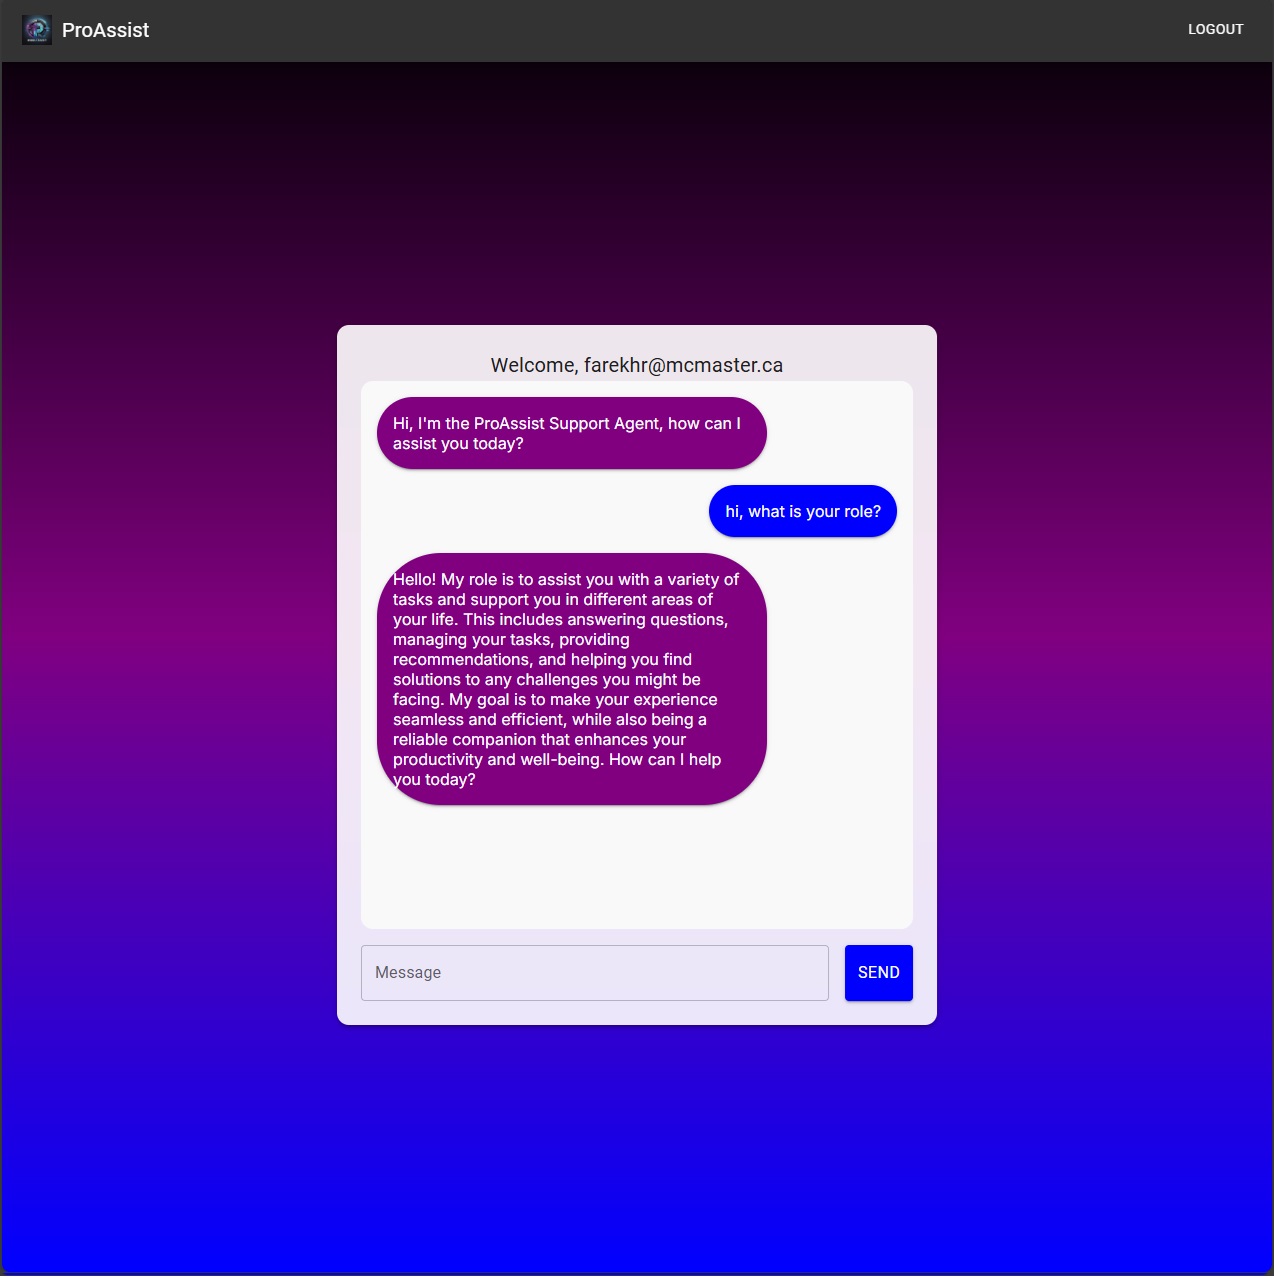 ProAssist
LOGOUT
Welcome, farekhr@mcmaster.ca
Hi, I'm the ProAssist Support Agent, how can I
assist you today?
hi, what is your role?
Hello! My role is to assist you with a variety of
tasks and support you in different areas of
your life. This includes answering questions,
managing your tasks, providing
recommendations, and helping you find
solutions to any challenges you might be
facing. My goal is to make your experience
seamless and efficient, while also being a
reliable companion that enhances your
productivity and well-being. How can I help
you today?
Message
SEND